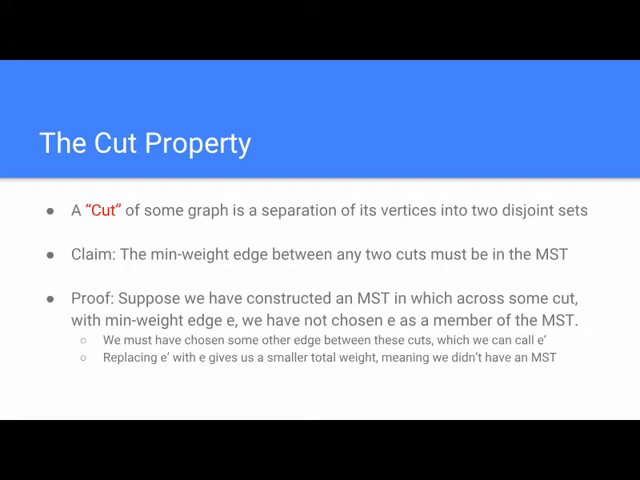 The Cut Property
● A “Cut” of some graph is a separation of its vertices into two disjoint sets
● Claim: The min-weight edge between any two cuts must be in the MST
● Proof: Suppose we have constructed an MST in which across some cut,
with min-weight edge e, we have not chosen e as a member of the MST.
○ We must have chosen some other edge between these cuts, which we can call e’
○ Replacing e’ with e gives us a smaller total weight, meaning we didn’t have an MST